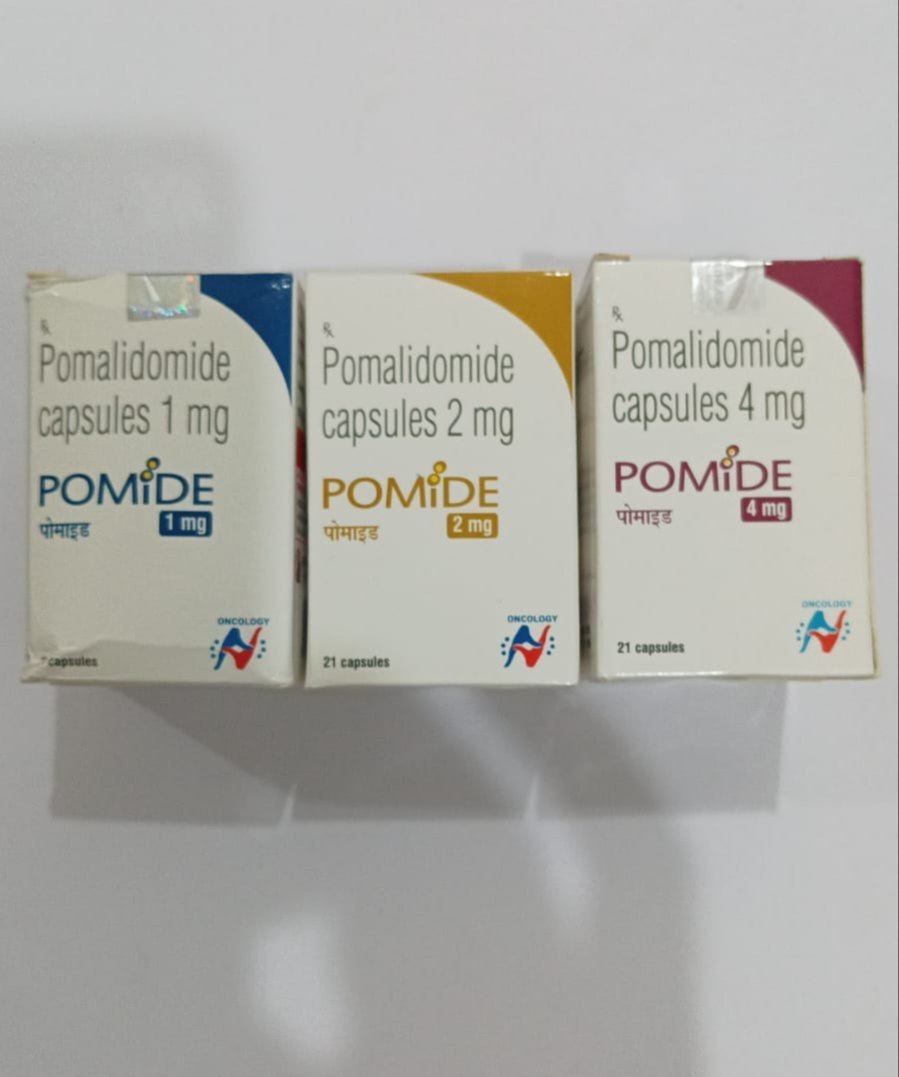 ℞
Pomalidomide
capsules 1 mg
POMiDE
पोमाइड
1 mg
ONCOLOGY
capsules
℞
Pomalidomide
capsules 2 mg
POMiDE
पोमाइड
2 mg
ONCOLOGY
21 capsules
℞
Pomalidomide
capsules 4 mg
POMiDE
पोमाइड
4 mg
ONCOLOGY
21 capsules